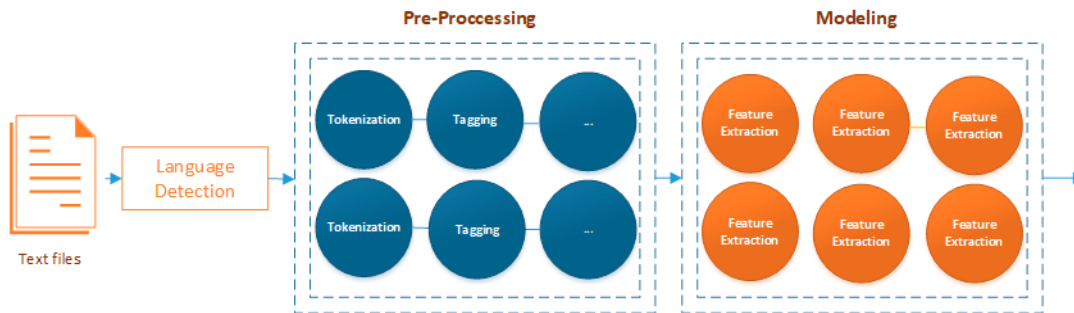 Pre-Proccessing
Modeling
Tokenization
Tagging
...
Feature
Extraction
Feature
Extraction
Feature
Extraction
Language
Detection
Tokenization
Tagging
...
Feature
Extraction
Feature
Extraction
Feature
Extraction
Text files